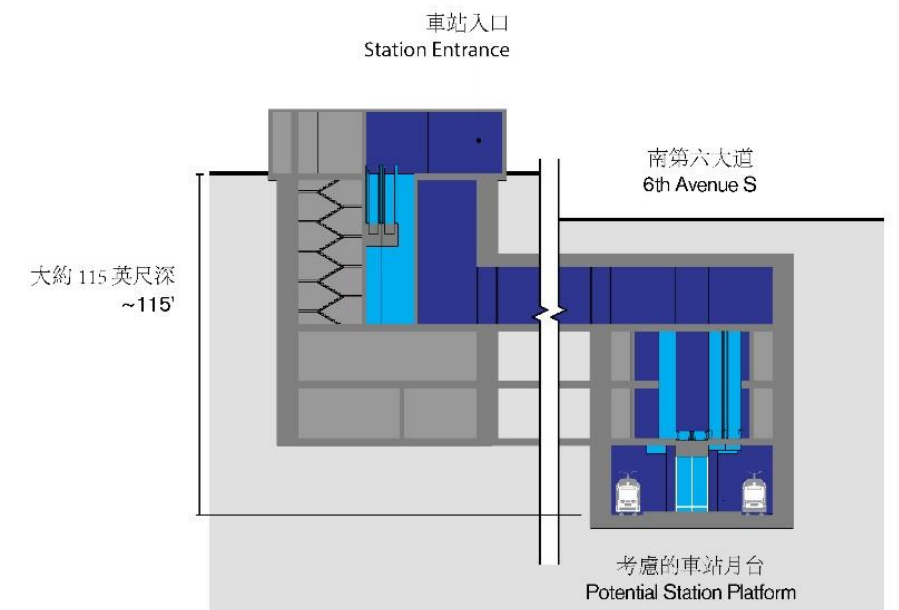 車站入口
Station Entrance
南第六大道
6th Avenue S
大約 115 英尺深
~115'
考慮的車站月台
Potential Station Platform